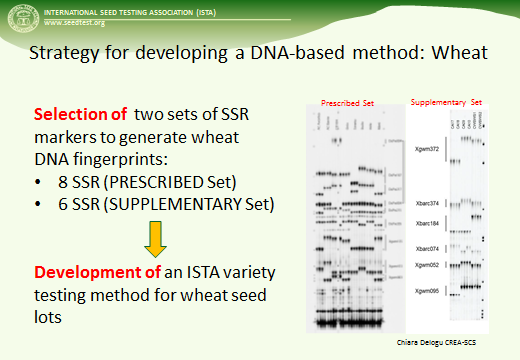 INTERNATIONAL SEED TESTING ASSOCIATION (ISTA)
www.seedtest.org
Strategy for developing a DNA-based method: Wheat
Selection of two sets of SSR
markers to generate wheat
DNA fingerprints:
• 8 SSR (PRESCRIBED Set)
• 6 SSR (SUPPLEMENTARY Set)
Development of an ISTA variety
testing method for wheat seed
lots
Prescribed Set
Supplementary Set
Xgwm372
Xbarc374
Xbarc184
Xbarc074
Xgwm052
Xgwm095
Chiara Delogu CREA-SCS